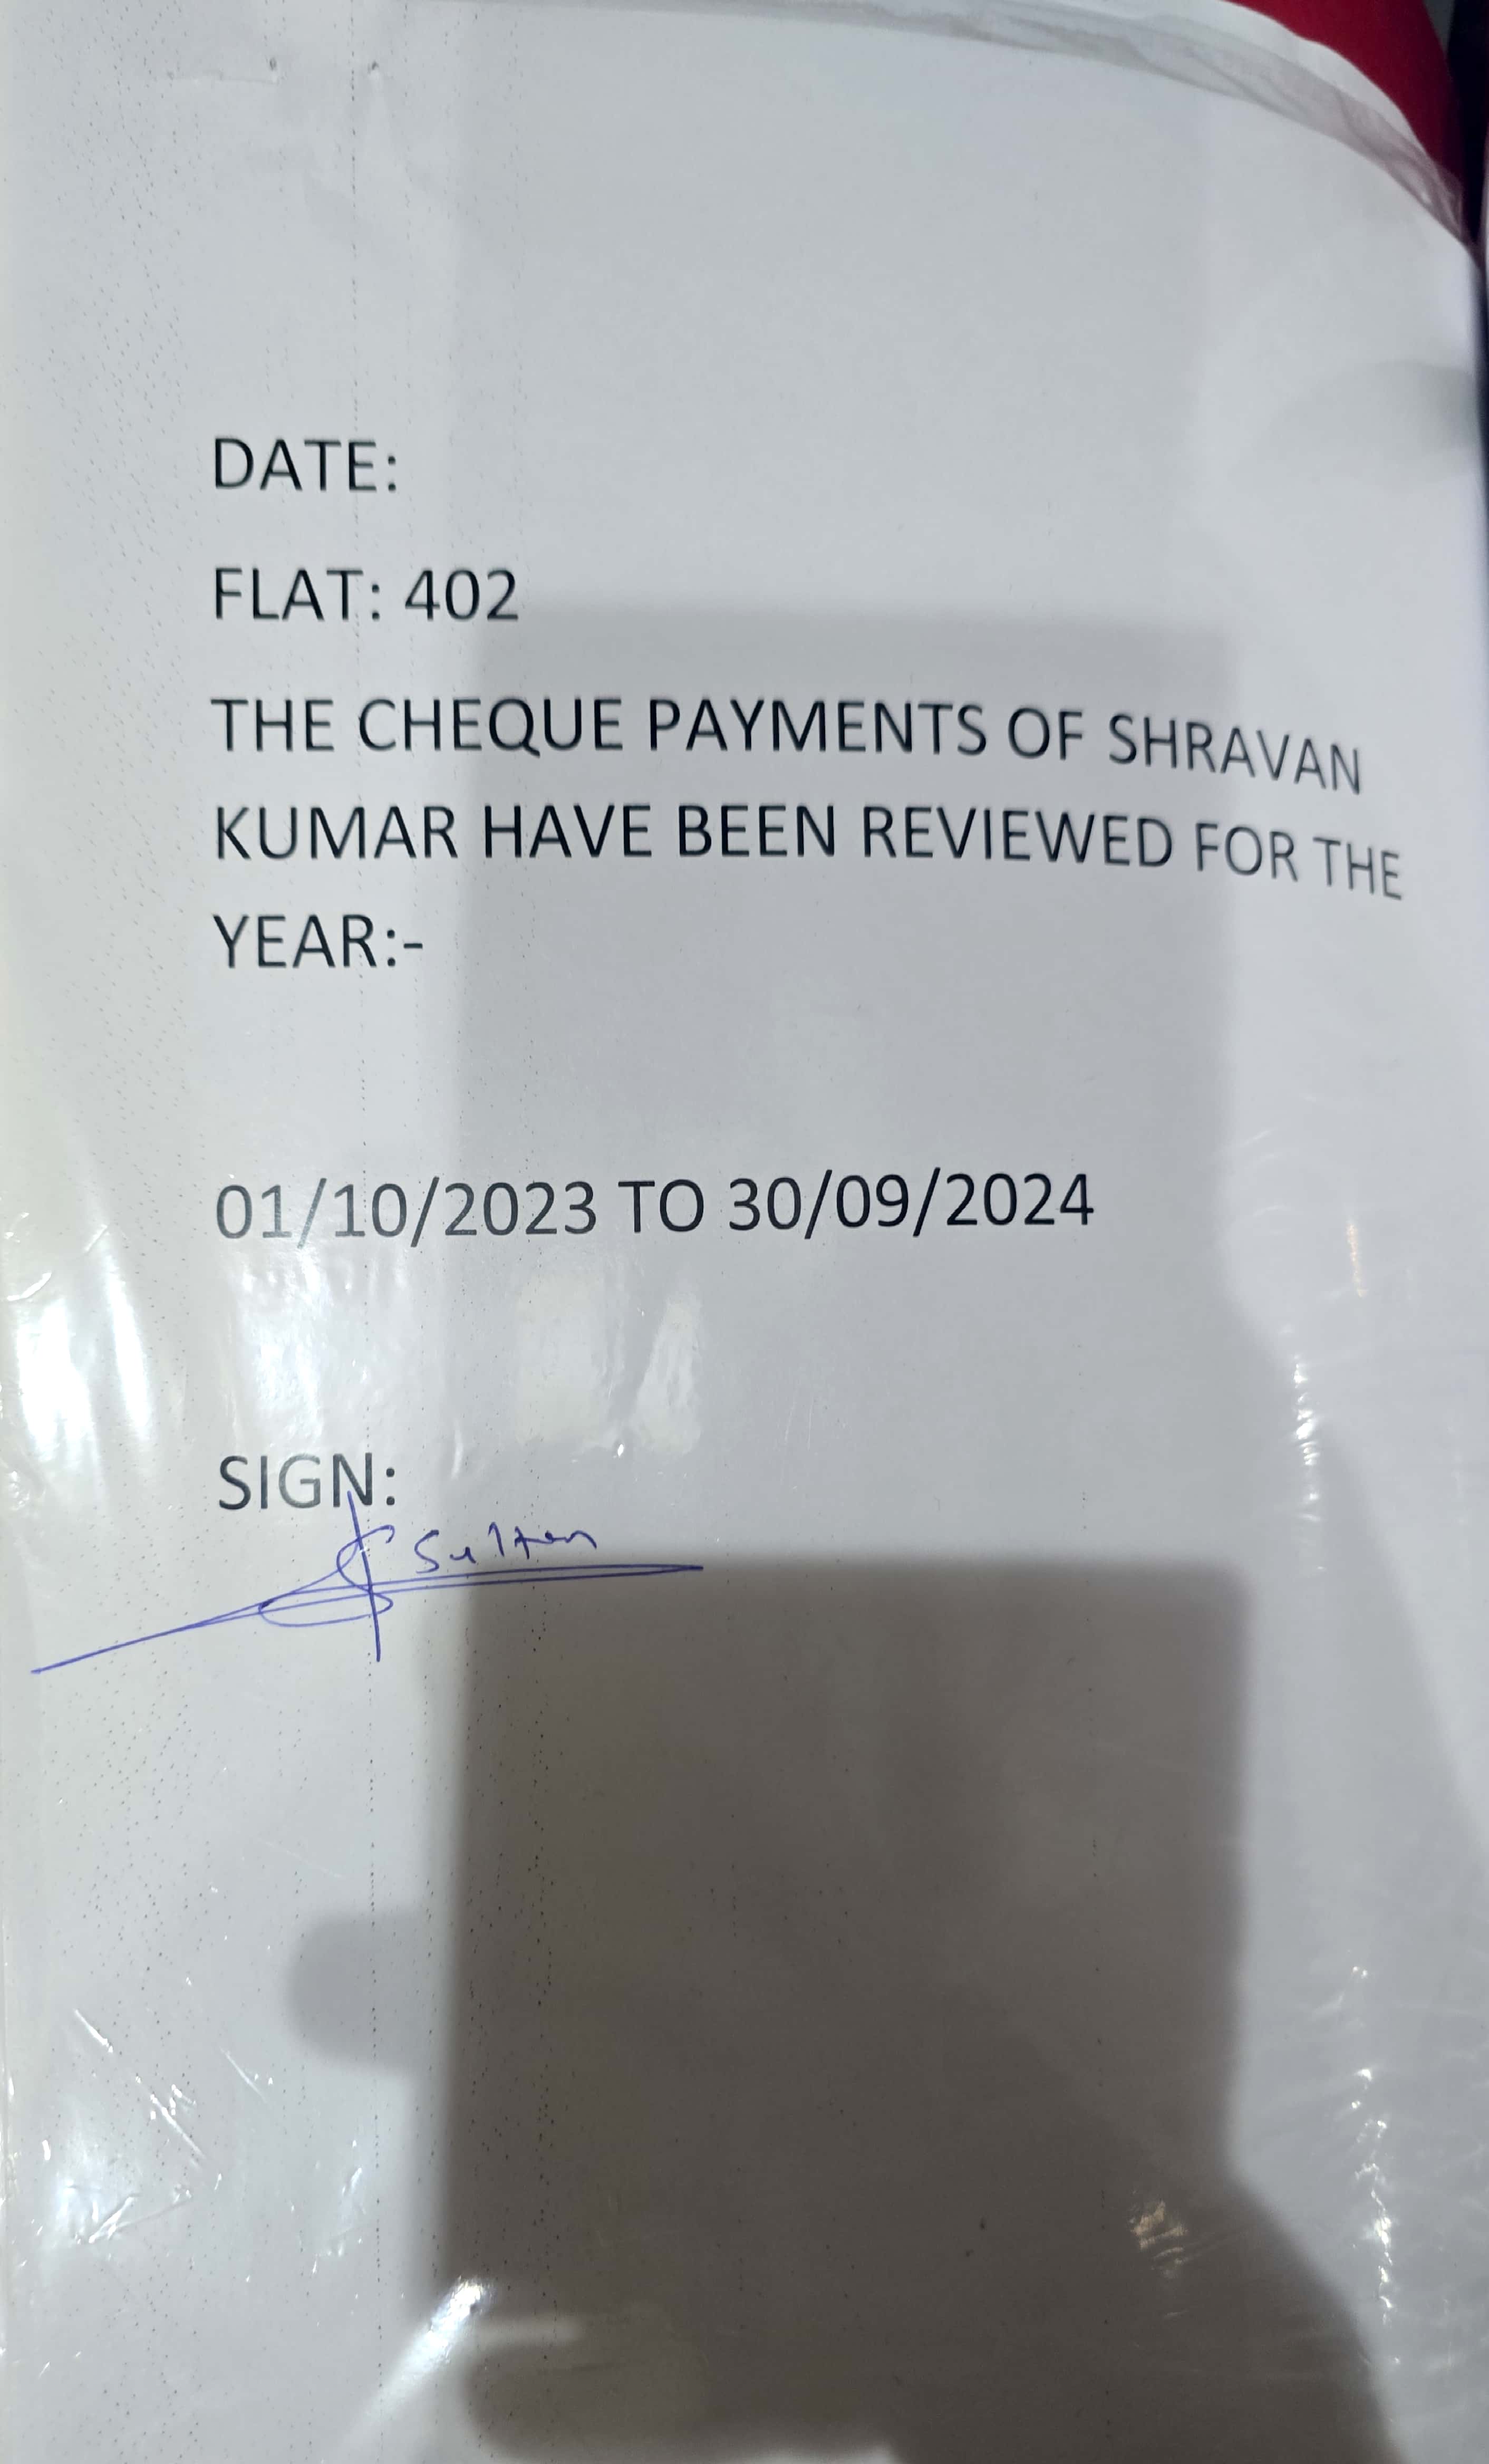 DATE:
FLAT: 402
THE CHEQUE PAYMENTS OF SHRAVAN
KUMAR HAVE BEEN REVIEWED FOR THE
YEAR:-
01/10/2023 TO 30/09/2024
SIGN:
Sultan